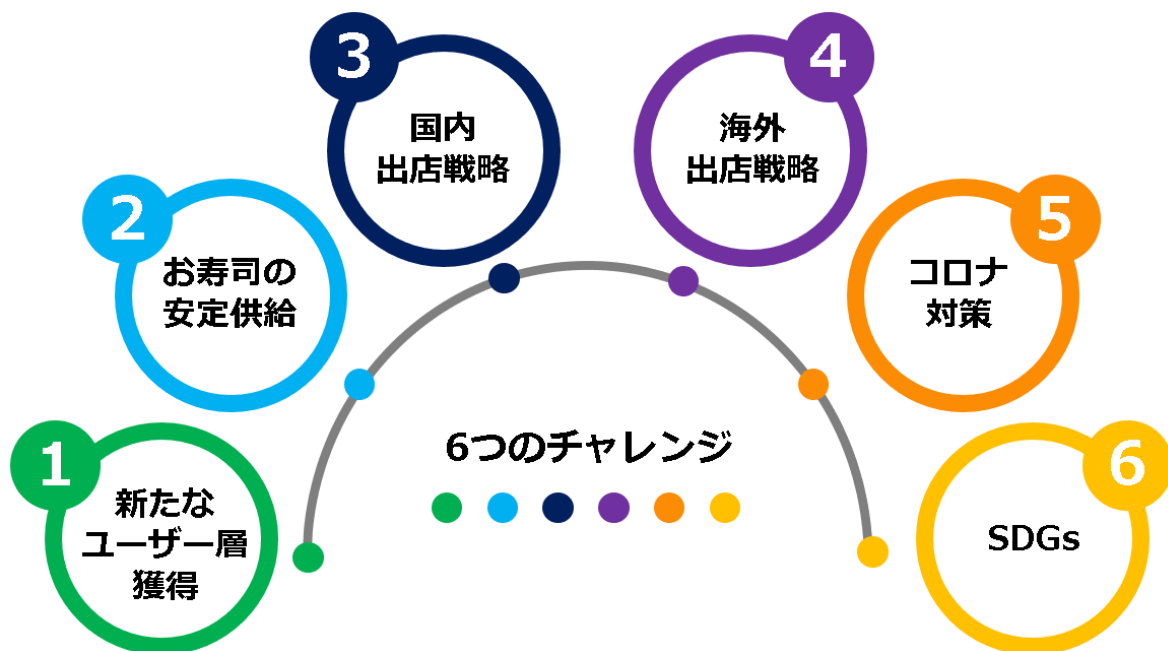 1
新たな
ユーザー層
獲得
2
お寿司の
安定供給
3
国内
出店戦略
4
海外
出店戦略
5
コロナ
対策
6
SDGs
6つのチャレンジ